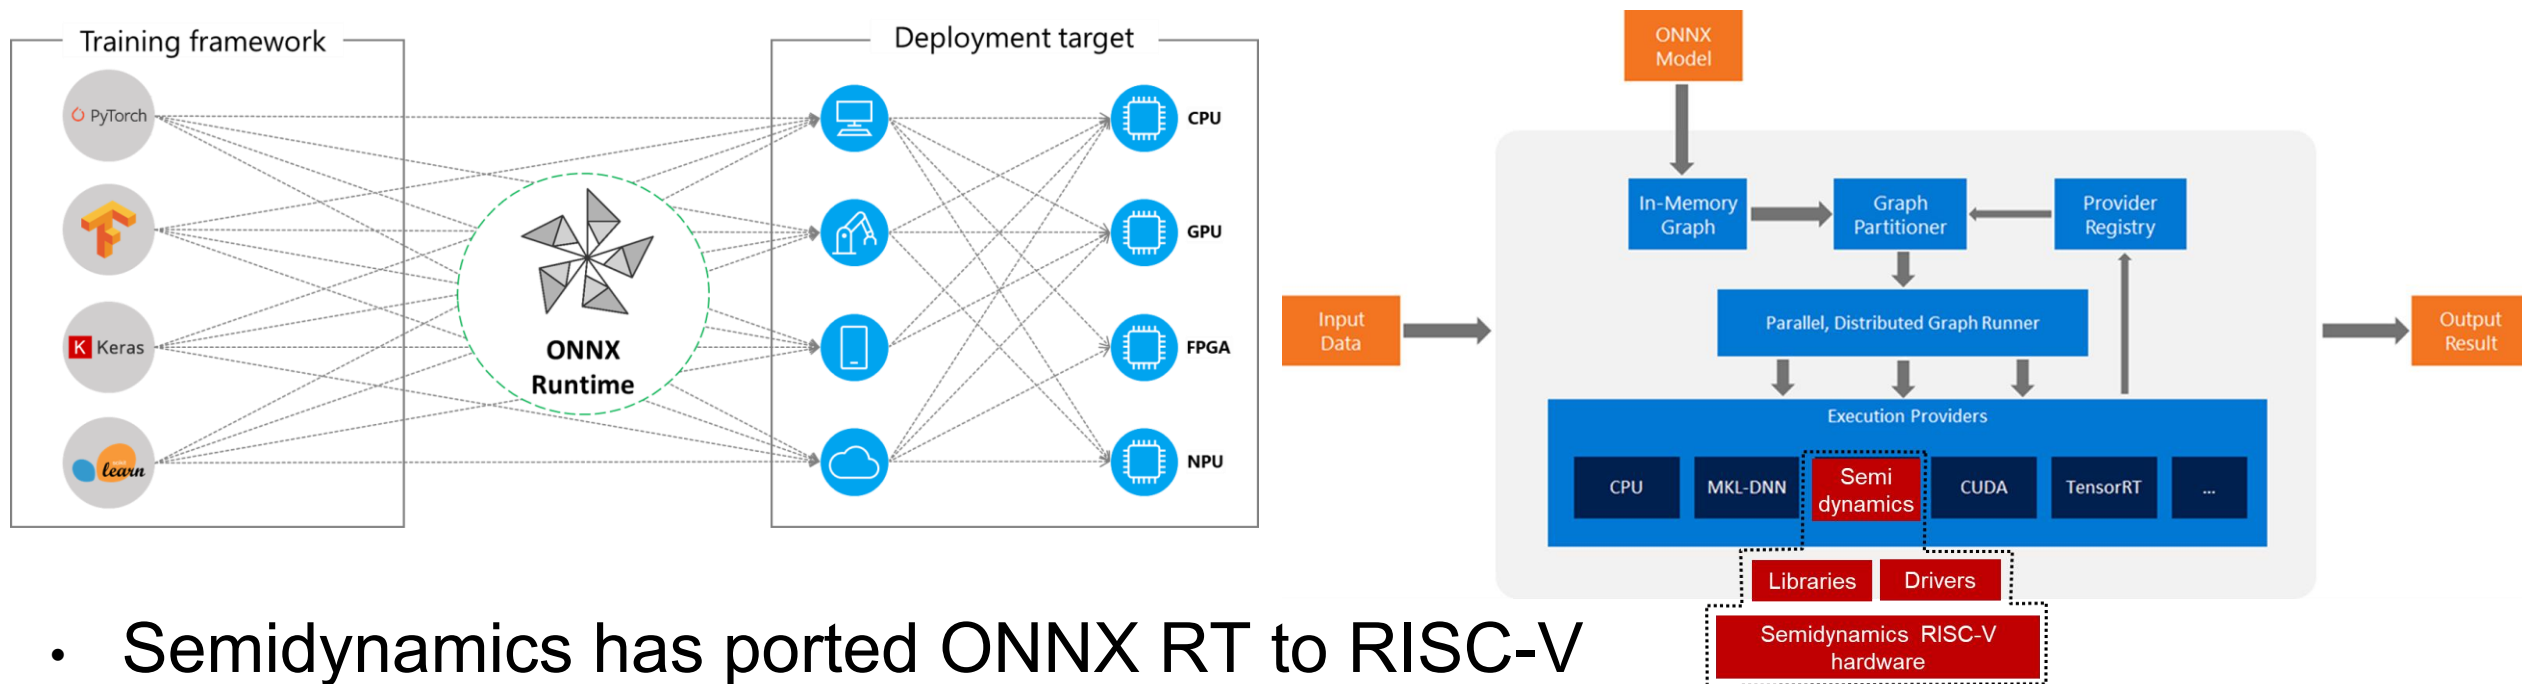 Training framework
PyTorch
Keras
learn
ONNX
Runtime
Deployment target
CPU
GPU
FPGA
NPU
ONNX
Model
In-Memory
Graph
Graph
Partitioner
Provider
Registry
Input
Data
Parallel, Distributed Graph Runner
Output
Result
Execution Providers
CPU
MKL-DNN
Semi
dynamics
CUDA
TensorRT
...
Libraries
Drivers
Semidynamics RISC-V
hardware
• Semidynamics has ported ONNX RT to RISC-V